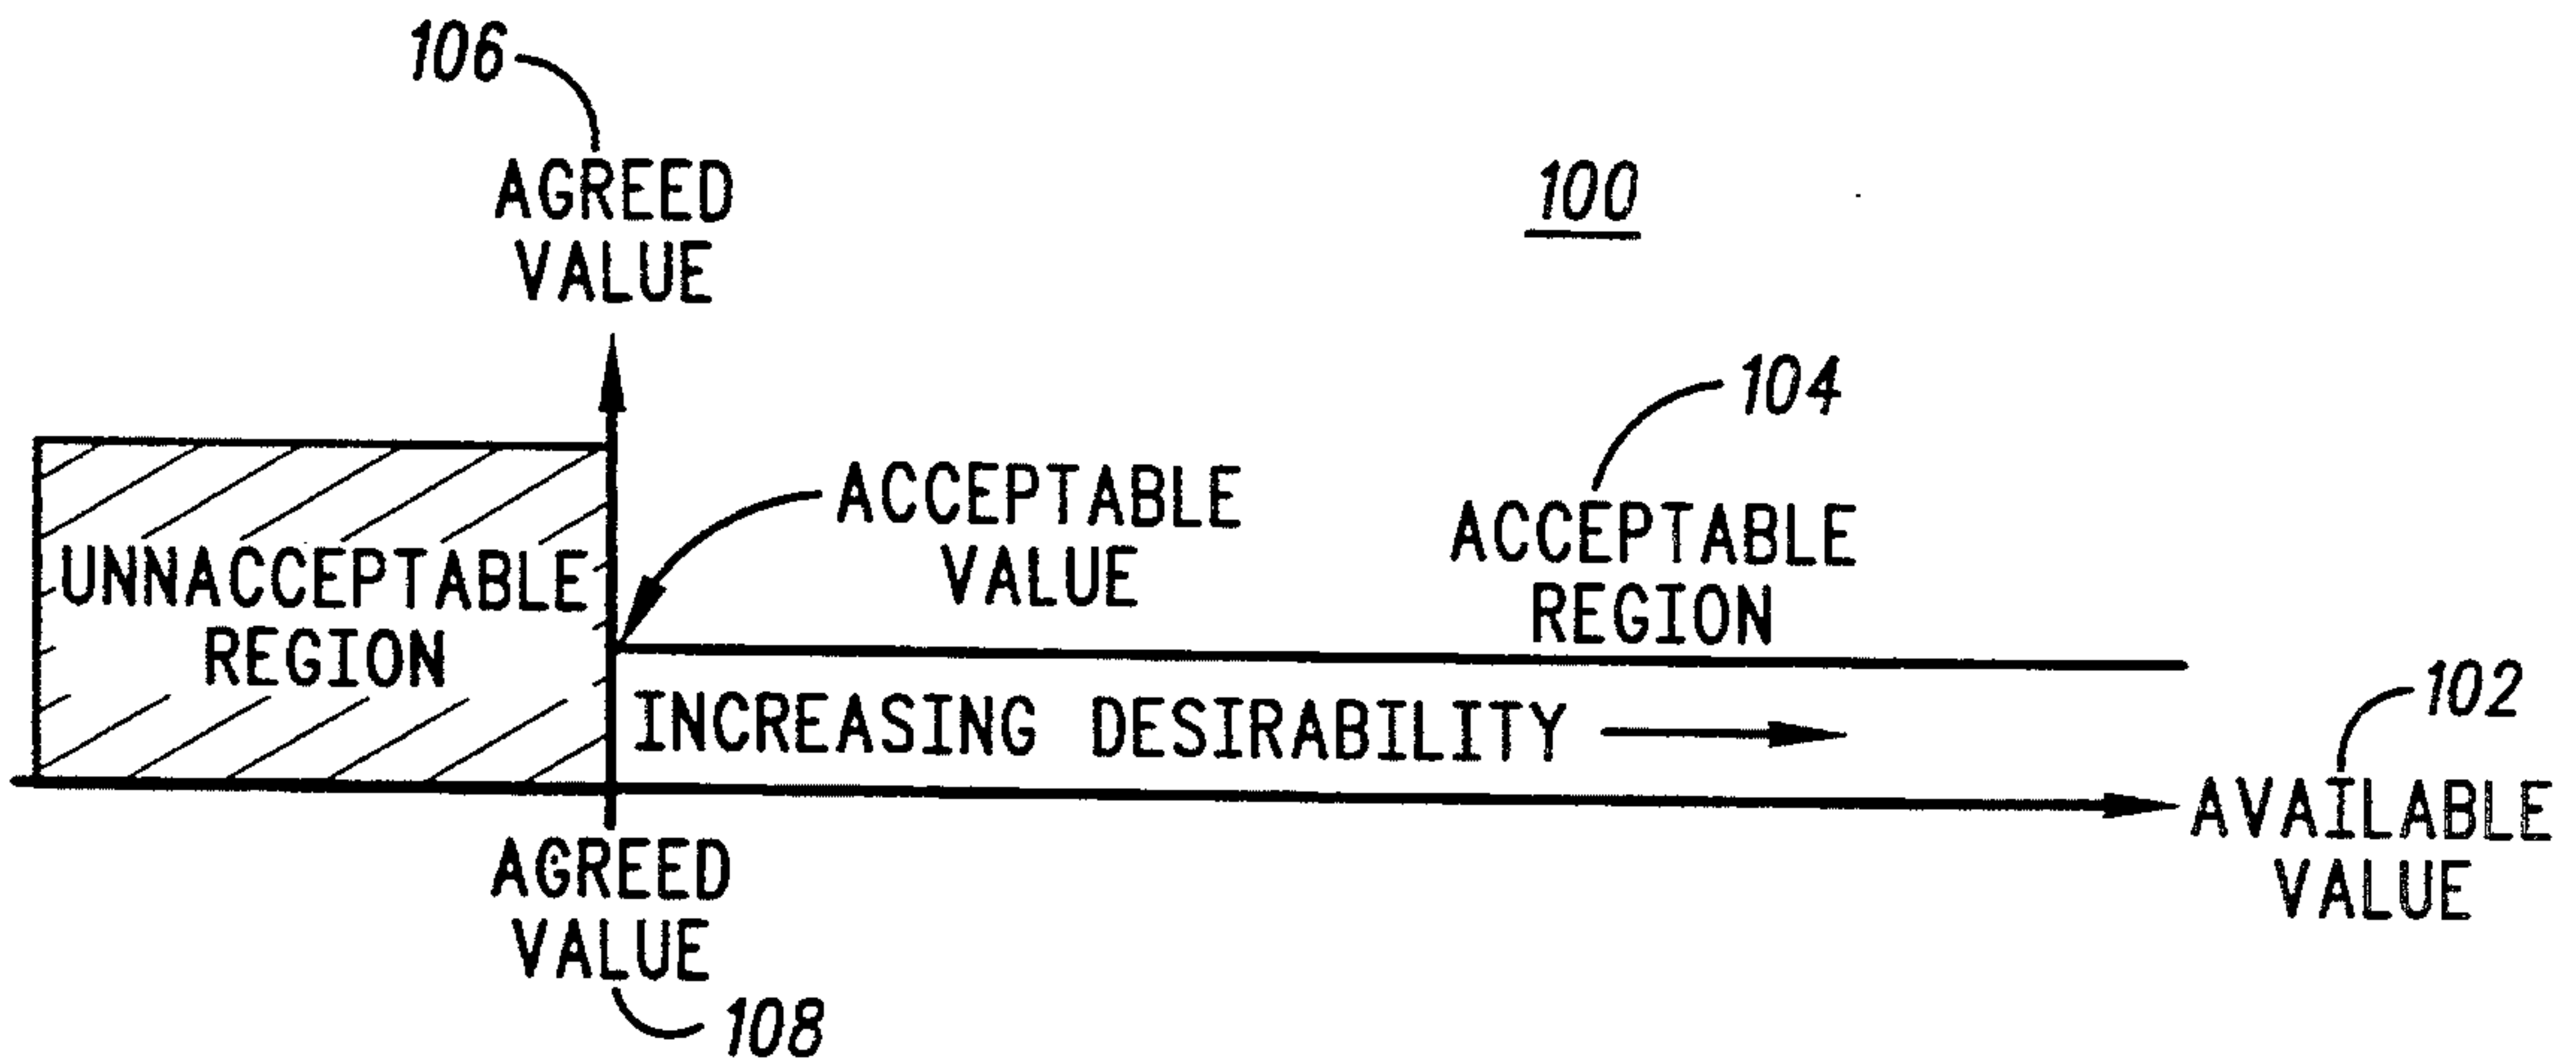 106
AGREED
VALUE
100
104
ACCEPTABLE
VALUE
ACCEPTABLE
REGION
UNNACCEPTABLE
REGION
INCREASING DESIRABILITY
102
AVAILABLE
VALUE
AGREED
VALUE
108